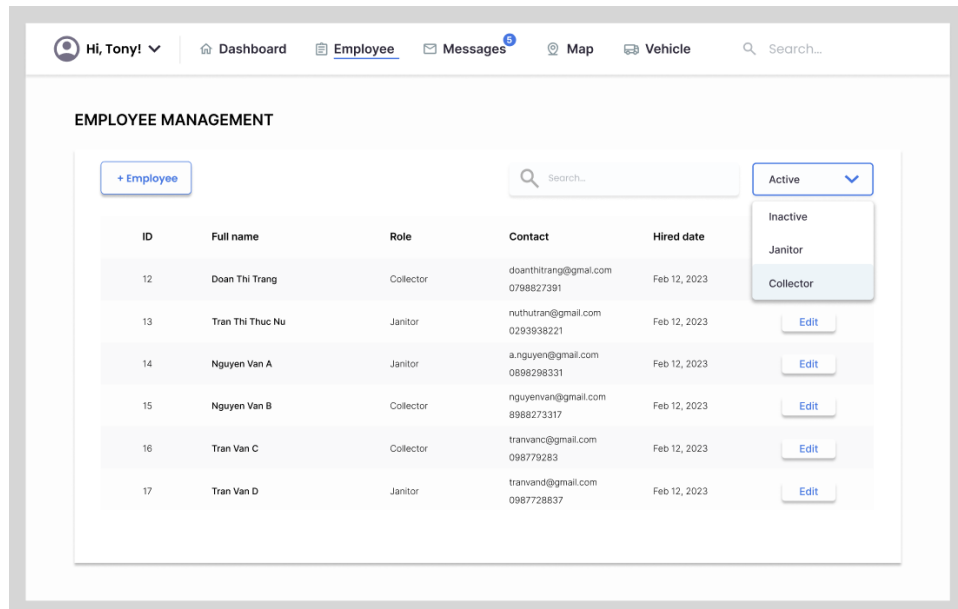 Hi, Tony! Dashboard Employee Messages 5 Map Vehicle Search...
EMPLOYEE MANAGEMENT
+ Employee Search... Active
Inactive
Janitor
Collector
ID Full name Role Contact Hired date
12 Doan Thi Trang Collector doanthitrang@gmal.com 0798827391 Feb 12, 2023
13 Tran Thi Thuc Nu Janitor nuthutran@gmail.com 0293938221 Feb 12, 2023 Edit
14 Nguyen Van A Janitor a.nguyen@gmail.com 0898298331 Feb 12, 2023 Edit
15 Nguyen Van B Collector nguyenvan@gmail.com 8988273317 Feb 12, 2023 Edit
16 Tran Van C Collector tranvanc@gmail.com 098779283 Feb 12, 2023 Edit
17 Tran Van D Janitor tranvand@gmail.com 0987728837 Feb 12, 2023 Edit